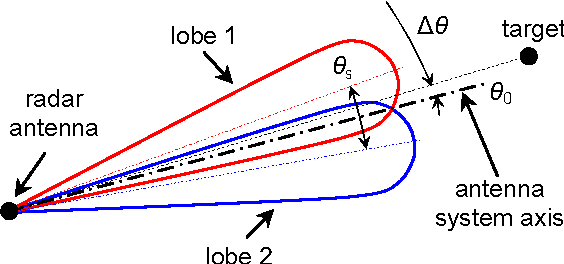 lobe 1
Δθ
target
θs
radar
antenna
θ0
antenna
system axis
lobe 2